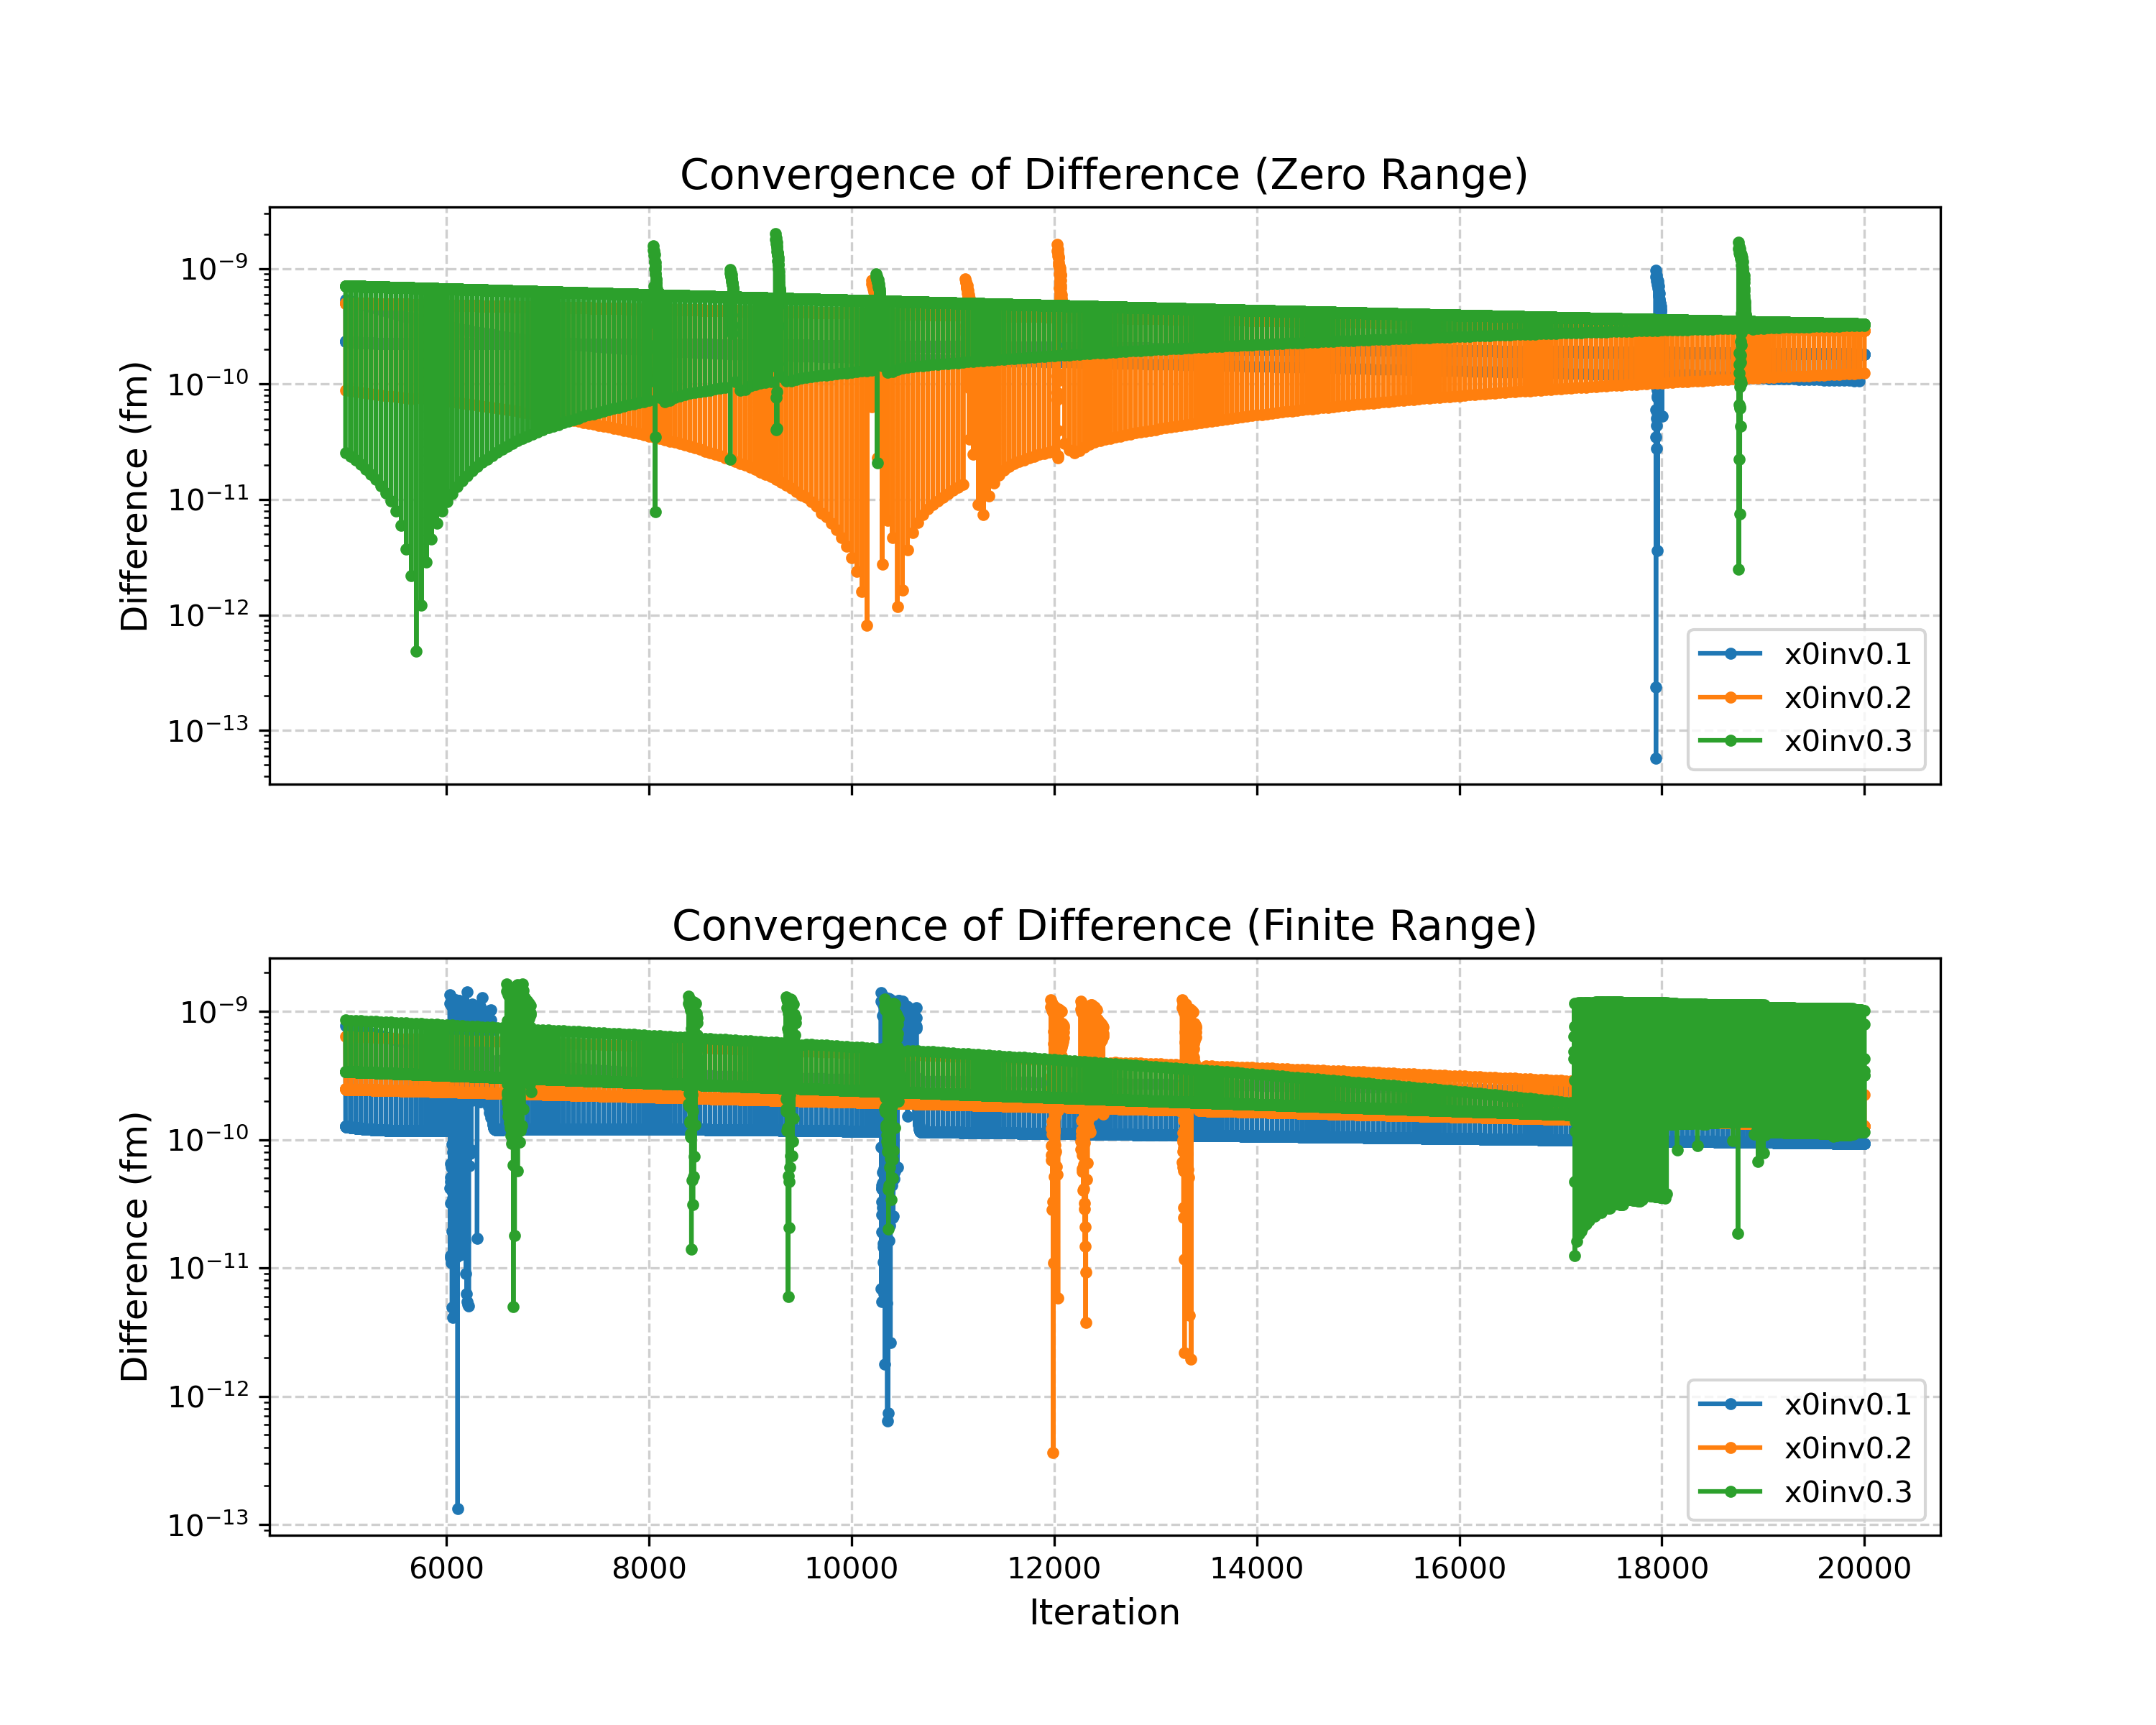 Convergence of Difference (Zero Range)
Difference (fm)
10⁻⁹
10⁻¹⁰
10⁻¹¹
10⁻¹²
10⁻¹³
x0inv0.1
x0inv0.2
x0inv0.3
Convergence of Difference (Finite Range)
Difference (fm)
10⁻⁹
10⁻¹⁰
10⁻¹¹
10⁻¹²
10⁻¹³
x0inv0.1
x0inv0.2
x0inv0.3
6000 8000 10000 12000 14000 16000 18000 20000
Iteration